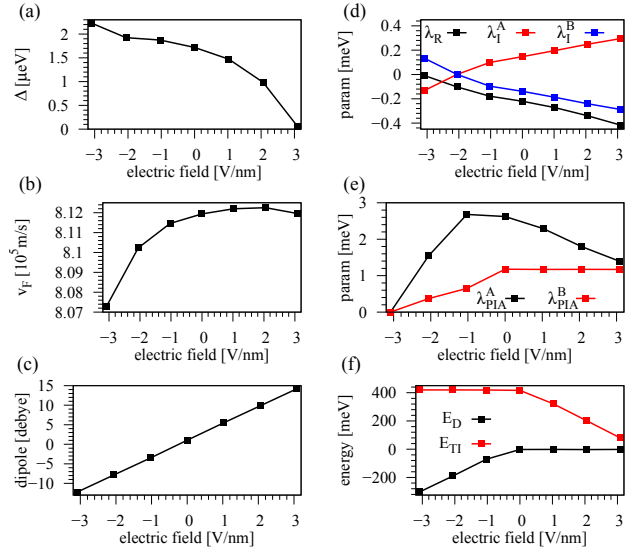 (a)
Δ [μeV]
2
1.5
1
0.5
0
−3 −2 −1 0 1 2 3
electric field [V/nm]
(d)
param [meV]
0.4
0.2
0
−0.2
−0.4
λ_R λ_I^A λ_I^B
−3 −2 −1 0 1 2 3
electric field [V/nm]
(b)
v_F [10^5 m/s]
8.12
8.11
8.10
8.09
8.08
8.07
−3 −2 −1 0 1 2 3
electric field [V/nm]
(e)
param [meV]
3
2
1
0
λ_PIA^A λ_PIA^B
−3 −2 −1 0 1 2 3
electric field [V/nm]
(c)
dipole [debye]
15
10
5
0
−5
−10
−3 −2 −1 0 1 2 3
electric field [V/nm]
(f)
energy [meV]
400
200
0
−200
E_D
E_TI
−3 −2 −1 0 1 2 3
electric field [V/nm]